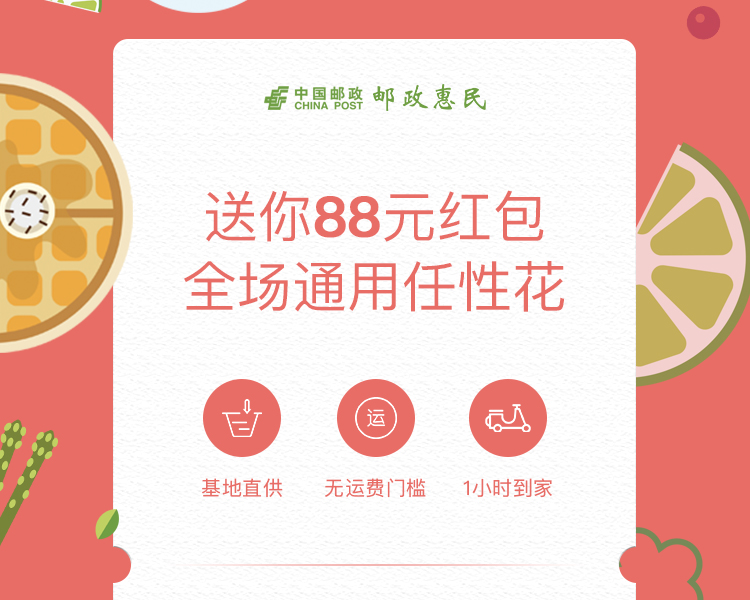 中国邮政 邮政惠民
CHINA POST
送你88元红包
全场通用任性花
运
基地直供 无运费门槛 1小时到家